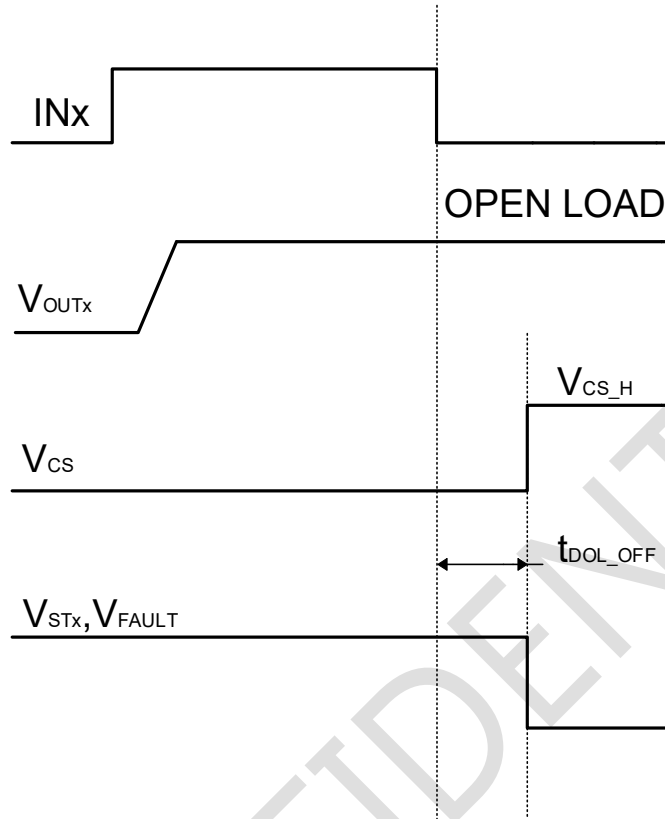 INx
OPEN LOAD
VOUTx
VCS_H
VCS
tDOL_OFF
VSTx,VFAULT